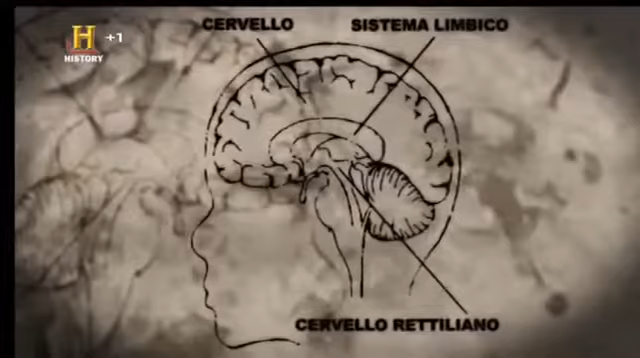 CERVELLO
SISTEMA LIMBICO
H +1
HISTORY
CERVELLO RETTILIANO